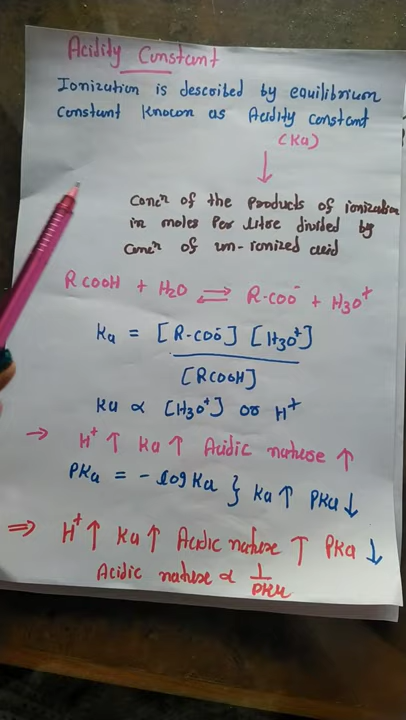 Acidity Constant
Ionization is described by equilibrium
Constant known as Acidity constant
(Ka)
↓
Concn of the Products of ionization
in moles Per litre divided by
Concn of un-ionized acid
RCOOH + H2O ⇌ R-COO⁻ + H3O⁺
Ka = [R-COO⁻] [H3O⁺]
[RCOOH]
Ka ∝ [H3O⁺] or H⁺
→ H⁺ ↑ Ka ↑ Acidic nature ↑
PKa = - log Ka } Ka ↑ PKa ↓
⇒ H⁺ ↑ Ka ↑ Acidic nature ↑ PKa ↓
Acidic nature ∝ 1/PKa